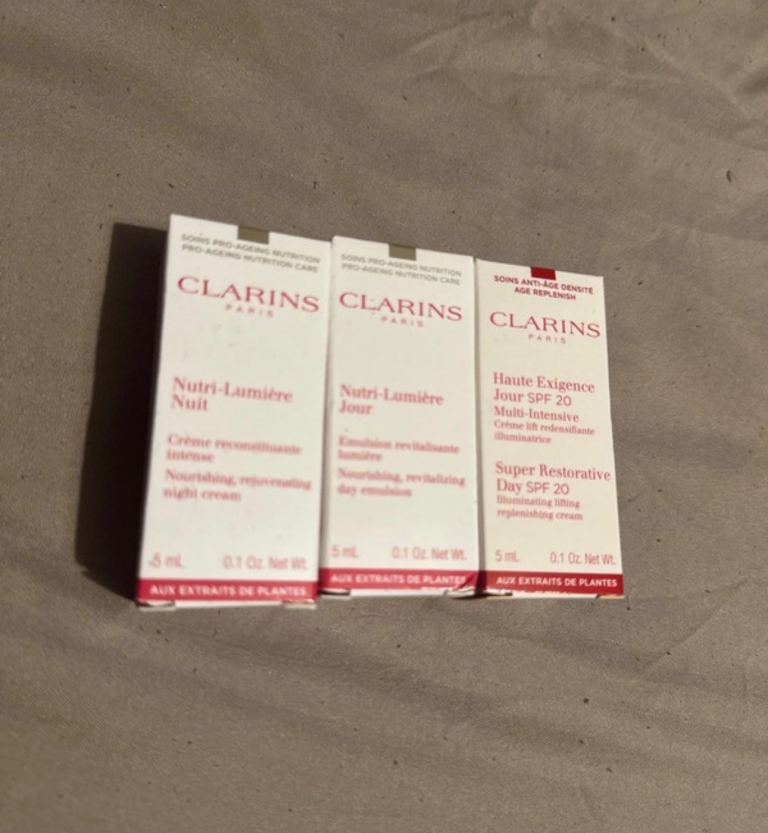 SOINS PRO-AGEING NUTRITION
PRO-AGEING NUTRITION CARE
CLARINS
PARIS
Nutri-Lumière
Nuit
Crème reconstituante
intense
Nourishing, rejuvenating
night cream
5 mL 0.1 Oz. Net Wt.
AUX EXTRAITS DE PLANTES
SOINS PRO-AGEING NUTRITION
PRO-AGEING NUTRITION CARE
CLARINS
PARIS
Nutri-Lumière
Jour
Emulsion revitalisante
lumière
Nourishing, revitalizing
day emulsion
5 mL 0.1 Oz. Net Wt.
AUX EXTRAITS DE PLANTES
SOINS ANTI-ÂGE DENSITÉ
AGE REPLENISH
CLARINS
PARIS
Haute Exigence
Jour SPF 20
Multi-Intensive
Crème lift redensifiante
illuminatrice
Super Restorative
Day SPF 20
Illuminating lifting
replenishing cream
5 mL 0.1 Oz. Net Wt.
AUX EXTRAITS DE PLANTES